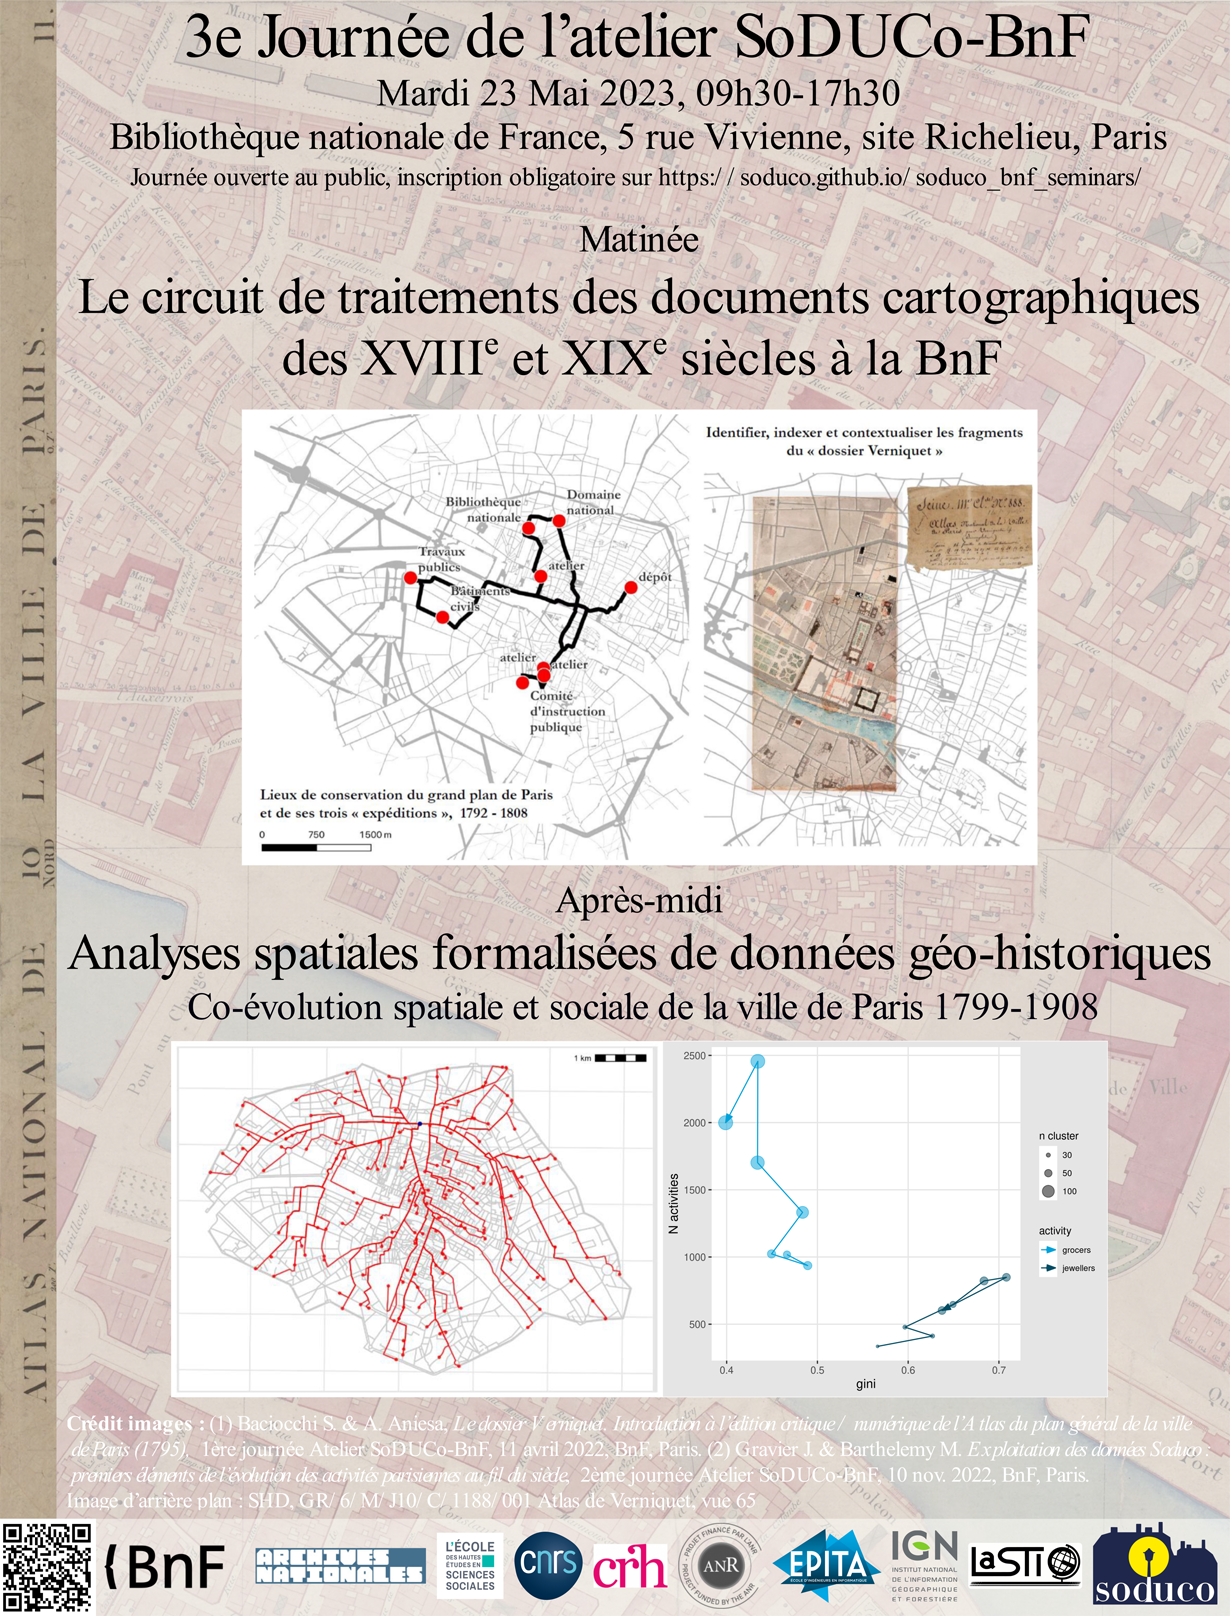 3e Journée de l’atelier SoDUCo-BnF
Mardi 23 Mai 2023, 09h30-17h30
Bibliothèque nationale de France, 5 rue Vivienne, site Richelieu, Paris
Journée ouverte au public, inscription obligatoire sur https:/ / soduco.github.io/ soduco_bnf_seminars/
Matinée
Le circuit de traitements des documents cartographiques
des XVIIIe et XIXe siècles à la BnF
Identifier, indexer et contextualiser les fragments
du « dossier Verniquet »
Bibliothèque
nationale
Domaine
national
Travaux
publics
atelier
dépôt
Bâtiments
civils
atelier
atelier
Comité
d'instruction
publique
Lieux de conservation du grand plan de Paris
et de ses trois « expéditions », 1792 - 1808
0 750 1500 m
Après-midi
Analyses spatiales formalisées de données géo-historiques
Co-évolution spatiale et sociale de la ville de Paris 1799-1908
1 km
2500
2000
1500
1000
500
N activities
0.4 0.5 0.6 0.7
gini
n cluster
30
50
100
activity
grocers
jewellers
Crédit images : (1) Baciocchi S. & A. Aniesa, Le dossier Verniquet. Introduction à l’édition critique / numérique de l’A tlas du plan général de la ville
de Paris (1795), 1ère journée Atelier SoDUCo-BnF, 11 avril 2022, BnF, Paris. (2) Gravier J. & Barthelemy M. Exploitation des données Soduco :
premiers éléments de l’évolution des activités parisiennes au fil du siècle, 2ème journée Atelier SoDUCo-BnF, 10 nov. 2022, BnF, Paris.
Image d’arrière plan : SHD, GR/ 6/ M/ J10/ C/ 1188/ 001 Atlas de Verniquet, vue 65
ATLAS NATIONAL DE LA VILLE DE PARIS.
10
NORD
11.
Pont au
de Ville
{BnF
ARCHIVES
NATIONALES
L'ÉCOLE
DES HAUTES
ÉTUDES EN
SCIENCES
SOCIALES
cnrs
crh
PROJET FINANCÉ PAR L'ANR
ANR
PROJECT FUNDED BY THE ANR
EPITA
ÉCOLE D'INGÉNIEURS EN INFORMATIQUE
IGN
INSTITUT NATIONAL
DE L'INFORMATION
GÉOGRAPHIQUE
ET FORESTIÈRE
LaSTIG
soduco